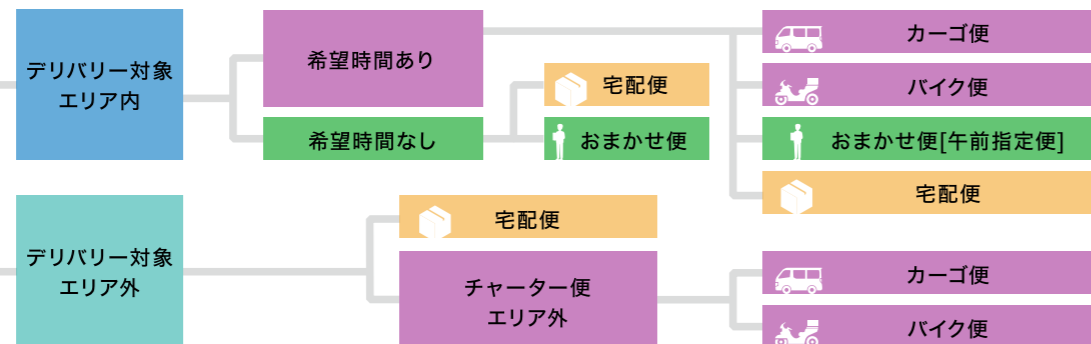 デリバリー対象
エリア内
希望時間あり
希望時間なし
宅配便
おまかせ便
カーゴ便
バイク便
おまかせ便[午前指定便]
宅配便
デリバリー対象
エリア外
宅配便
チャーター便
エリア外
カーゴ便
バイク便